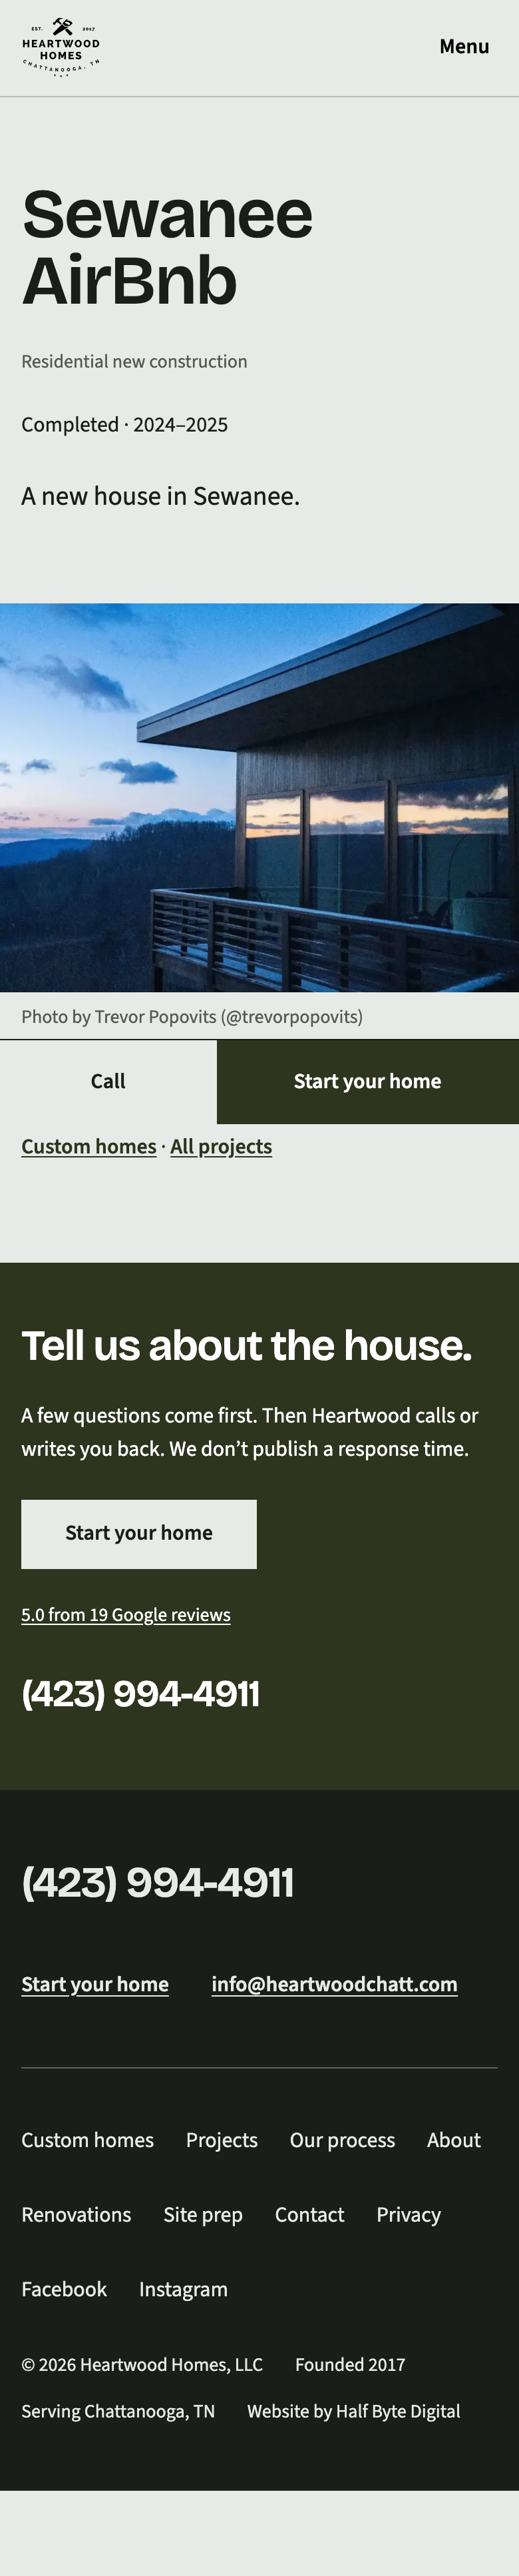 EST. 2017
HEARTWOOD
HOMES
CHATTANOOGA, TN
Menu
Sewanee
AirBnb
Residential new construction
Completed · 2024–2025
A new house in Sewanee.
Photo by Trevor Popovits (@trevorpopovits)
Call
Start your home
Custom homes · All projects
Tell us about the house.
A few questions come first. Then Heartwood calls or
writes you back. We don’t publish a response time.
Start your home
5.0 from 19 Google reviews
(423) 994-4911
(423) 994-4911
Start your home info@heartwoodchatt.com
Custom homes Projects Our process About
Renovations Site prep Contact Privacy
Facebook Instagram
© 2026 Heartwood Homes, LLC Founded 2017
Serving Chattanooga, TN Website by Half Byte Digital